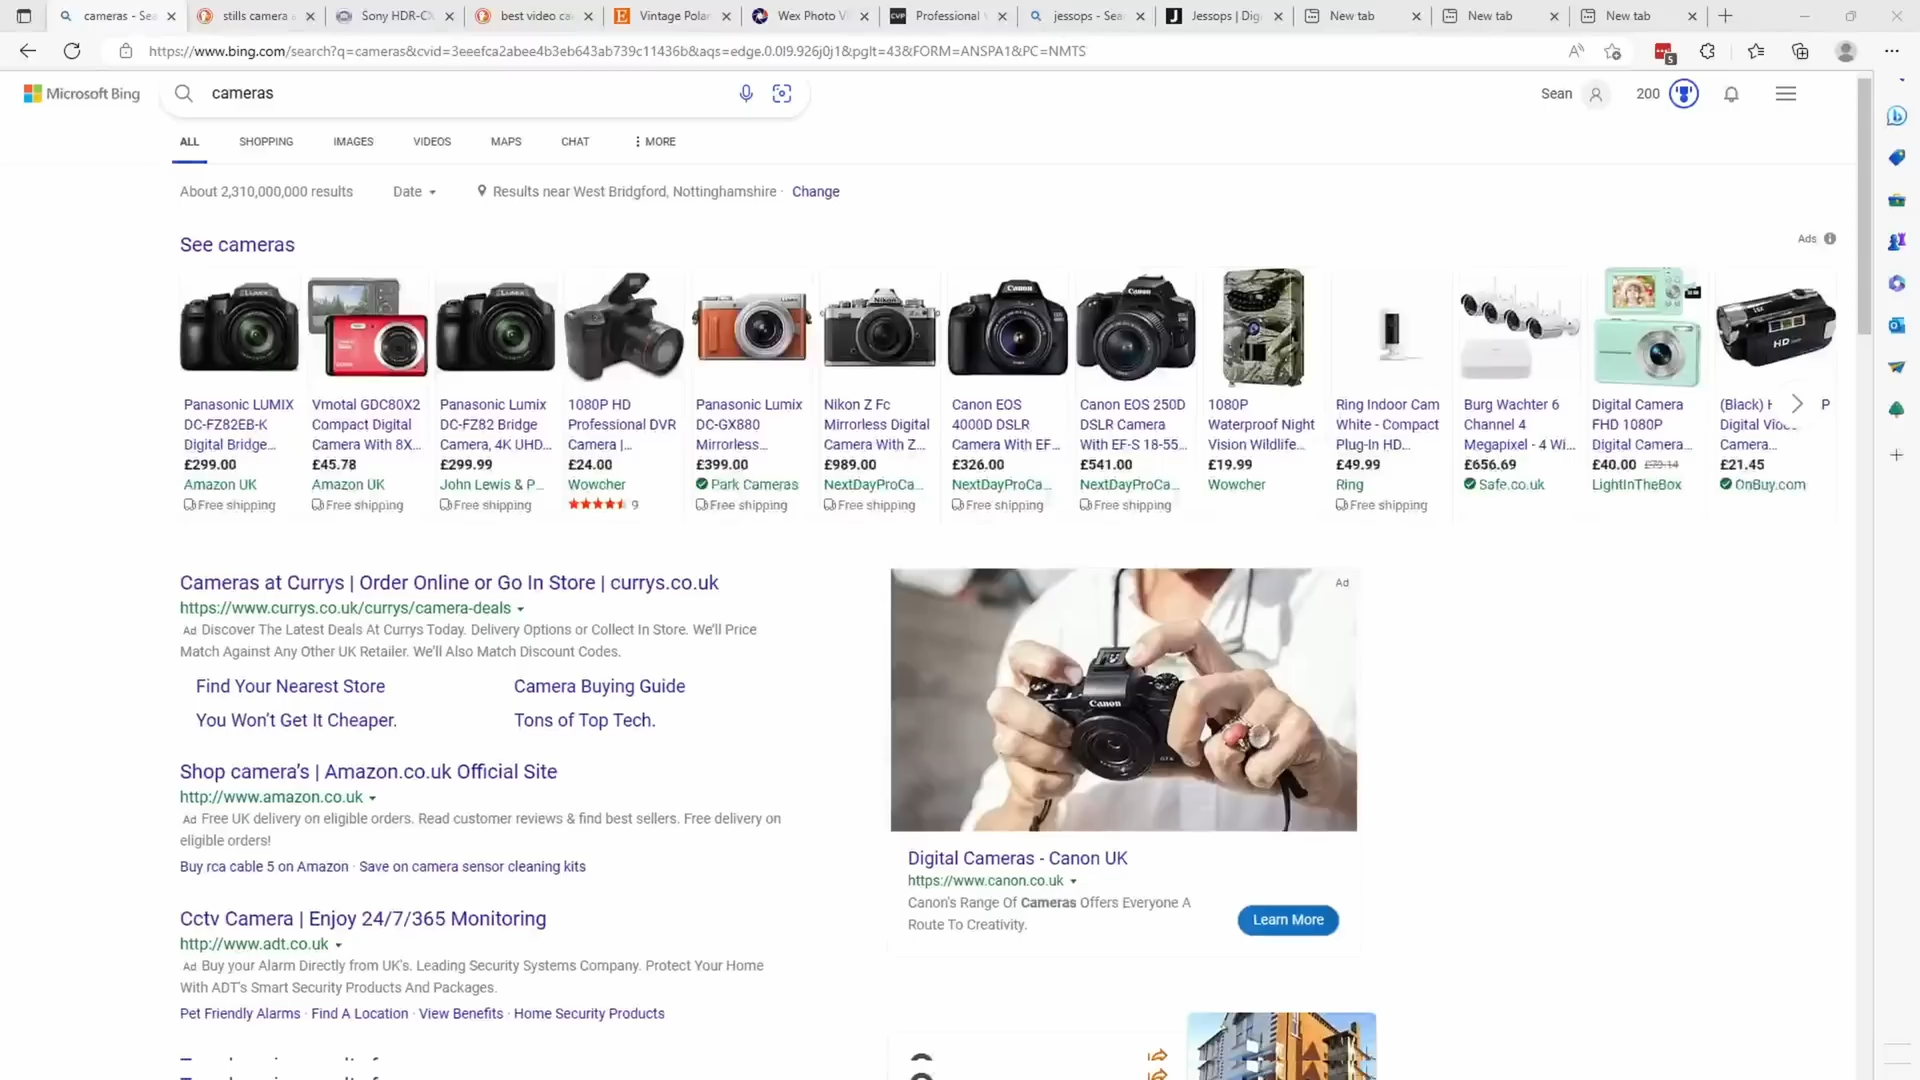 cameras - Sea
stills camera a
Sony HDR-CX
best video ca
Vintage Polar
Wex Photo Vi
Professional V
jessops - Sear
Jessops | Digi
New tab
New tab
New tab
https://www.bing.com/search?q=cameras&cvid=3eeefca2abee4b3eb643ab739c11436b&aqs=edge.0.0l9.926j0j1&pglt=43&FORM=ANSPA1&PC=NMTS
5
Microsoft Bing
cameras
Sean
200
ALL SHOPPING IMAGES VIDEOS MAPS CHAT MORE
About 2,310,000,000 results Date Results near West Bridgford, Nottinghamshire · Change
See cameras
Ads
Panasonic LUMIX
DC-FZ82EB-K
Digital Bridge...
£299.00
Amazon UK
Free shipping
Vmotal GDC80X2
Compact Digital
Camera With 8X...
£45.78
Amazon UK
Free shipping
Panasonic Lumix
DC-FZ82 Bridge
Camera, 4K UHD...
£299.99
John Lewis & P...
Free shipping
1080P HD
Professional DVR
Camera |...
£24.00
Wowcher
9
Panasonic Lumix
DC-GX880
Mirrorless...
£399.00
Park Cameras
Free shipping
Nikon Z Fc
Mirrorless Digital
Camera With Z...
£989.00
NextDayProCa...
Free shipping
Canon EOS
4000D DSLR
Camera With EF...
£326.00
NextDayProCa...
Free shipping
Canon EOS 250D
DSLR Camera
With EF-S 18-55...
£541.00
NextDayProCa...
Free shipping
1080P
Waterproof Night
Vision Wildlife...
£19.99
Wowcher
Ring Indoor Cam
White - Compact
Plug-In HD...
£49.99
Ring
Free shipping
Burg Wachter 6
Channel 4
Megapixel - 4 Wi...
£656.69
Safe.co.uk
Digital Camera
FHD 1080P
Digital Camera...
£40.00 £79.14
LightInTheBox
(Black) H
Digital Video
Camera...
£21.45
OnBuy.com
P
Cameras at Currys | Order Online or Go In Store | currys.co.uk
https://www.currys.co.uk/currys/camera-deals
Ad Discover The Latest Deals At Currys Today. Delivery Options or Collect In Store. We'll Price
Match Against Any Other UK Retailer. We'll Also Match Discount Codes.
Find Your Nearest Store Camera Buying Guide
You Won't Get It Cheaper. Tons of Top Tech.
Shop camera's | Amazon.co.uk Official Site
http://www.amazon.co.uk
Ad Free UK delivery on eligible orders. Read customer reviews & find best sellers. Free delivery on
eligible orders!
Buy rca cable 5 on Amazon · Save on camera sensor cleaning kits
Cctv Camera | Enjoy 24/7/365 Monitoring
http://www.adt.co.uk
Ad Buy your Alarm Directly from UK's. Leading Security Systems Company. Protect Your Home
With ADT's Smart Security Products And Packages.
Pet Friendly Alarms · Find A Location · View Benefits · Home Security Products
Ad
Canon
Digital Cameras - Canon UK
https://www.canon.co.uk
Canon's Range Of Cameras Offers Everyone A
Route To Creativity.
Learn More